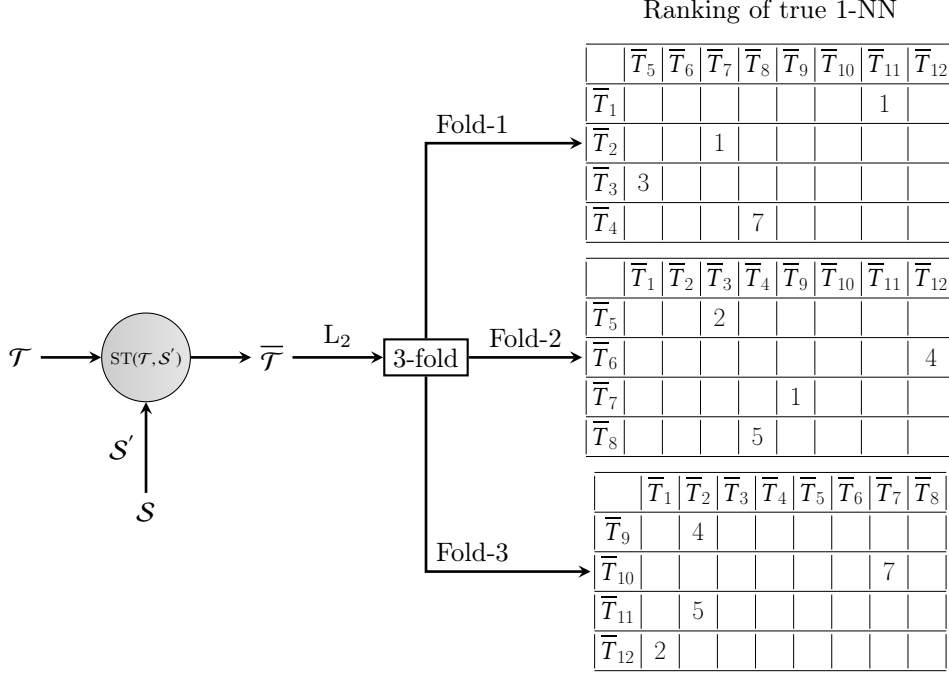 Ranking of true 1-NN
T̅₅ T̅₆ T̅₇ T̅₈ T̅₉ T̅₁₀ T̅₁₁ T̅₁₂
T̅₁ 1
T̅₂ 1
T̅₃ 3
T̅₄ 7
Fold-1
T̅₁ T̅₂ T̅₃ T̅₄ T̅₉ T̅₁₀ T̅₁₁ T̅₁₂
T̅₅ 2
T̅₆ 4
T̅₇ 1
T̅₈ 5
𝒯
ST(𝒯, 𝒮′)
𝒯̅
L₂
3-fold
Fold-2
𝒮′
𝒮
T̅₁ T̅₂ T̅₃ T̅₄ T̅₅ T̅₆ T̅₇ T̅₈
T̅₉ 4
T̅₁₀ 7
T̅₁₁ 5
T̅₁₂ 2
Fold-3